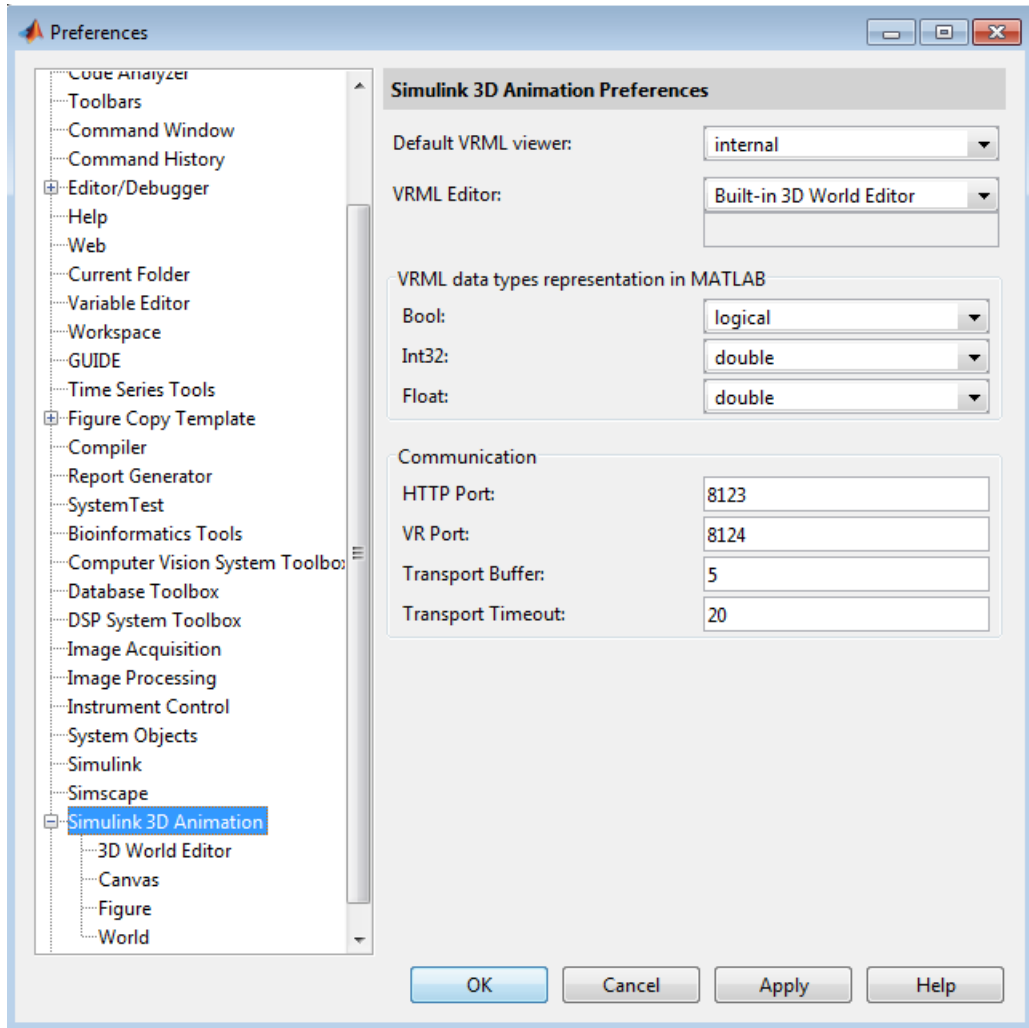 Preferences
Code Analyzer
Toolbars
Command Window
Command History
Editor/Debugger
Help
Web
Current Folder
Variable Editor
Workspace
GUIDE
Time Series Tools
Figure Copy Template
Compiler
Report Generator
SystemTest
Bioinformatics Tools
Computer Vision System Toolbo
Database Toolbox
DSP System Toolbox
Image Acquisition
Image Processing
Instrument Control
System Objects
Simulink
Simscape
Simulink 3D Animation
3D World Editor
Canvas
Figure
World
Simulink 3D Animation Preferences
Default VRML viewer: internal
VRML Editor: Built-in 3D World Editor
VRML data types representation in MATLAB
Bool: logical
Int32: double
Float: double
Communication
HTTP Port: 8123
VR Port: 8124
Transport Buffer: 5
Transport Timeout: 20
OK Cancel Apply Help